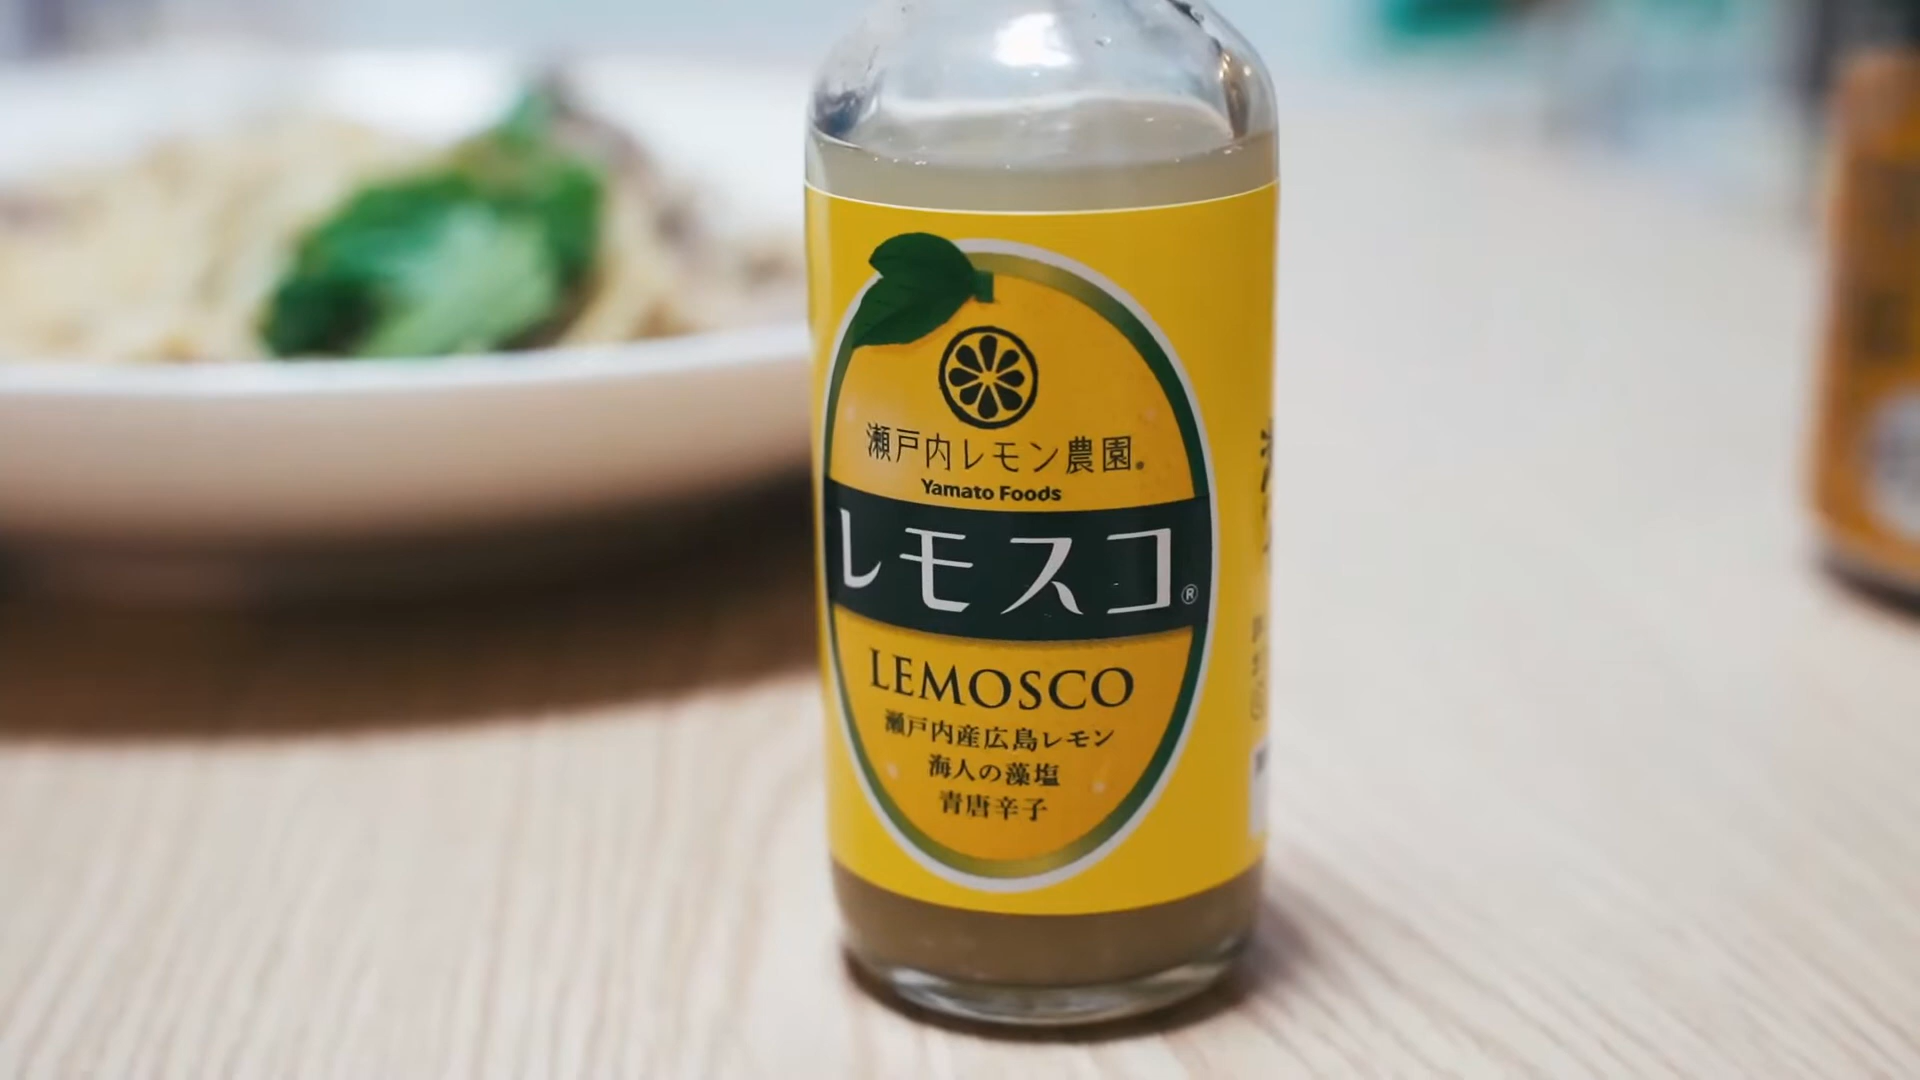 瀬戸内レモン農園®
Yamato Foods
レモスコ®
LEMOSCO
瀬戸内産広島レモン
海人の藻塩
青唐辛子